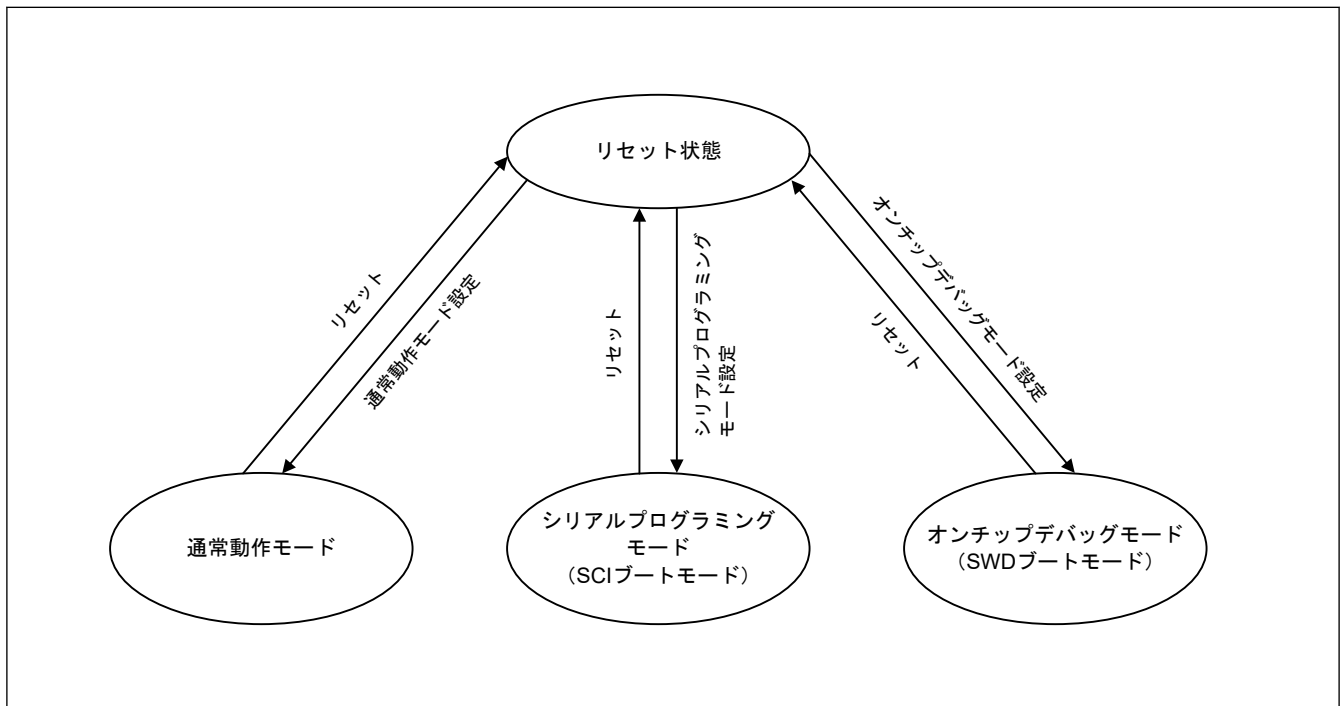 リセット状態
リセット
通常動作モード設定
リセット
シリアルプログラミング
モード設定
オンチップデバッグモード設定
リセット
通常動作モード
シリアルプログラミング
モード
（SCIブートモード）
オンチップデバッグモード
（SWDブートモード）